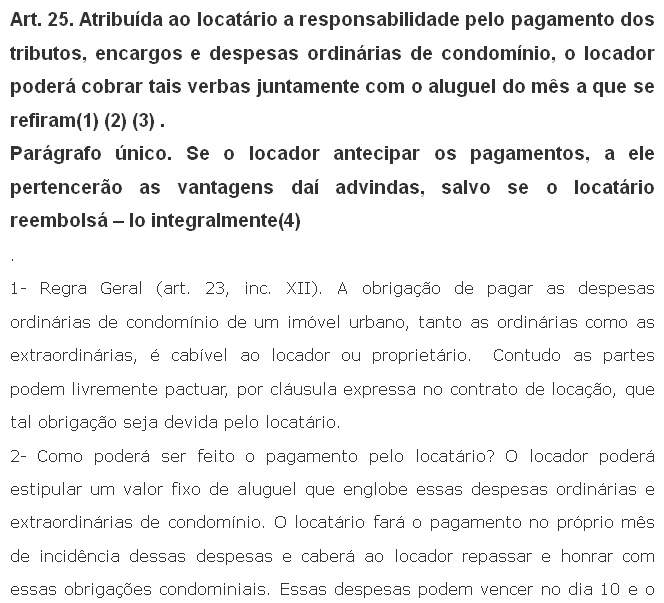 Art. 25. Atribuída ao locatário a responsabilidade pelo pagamento dos
tributos, encargos e despesas ordinárias de condomínio, o locador
poderá cobrar tais verbas juntamente com o aluguel do mês a que se
refiram(1) (2) (3) .
Parágrafo único. Se o locador antecipar os pagamentos, a ele
pertencerão as vantagens daí advindas, salvo se o locatário
reembolsá – lo integralmente(4)
.
1- Regra Geral (art. 23, inc. XII). A obrigação de pagar as despesas
ordinárias de condomínio de um imóvel urbano, tanto as ordinárias como as
extraordinárias, é cabível ao locador ou proprietário.  Contudo as partes
podem livremente pactuar, por cláusula expressa no contrato de locação, que
tal obrigação seja devida pelo locatário.
2- Como poderá ser feito o pagamento pelo locatário? O locador poderá
estipular um valor fixo de aluguel que englobe essas despesas ordinárias e
extraordinárias de condomínio. O locatário fará o pagamento no próprio mês
de incidência dessas despesas e caberá ao locador repassar e honrar com
essas obrigações condominiais. Essas despesas podem vencer no dia 10 e o